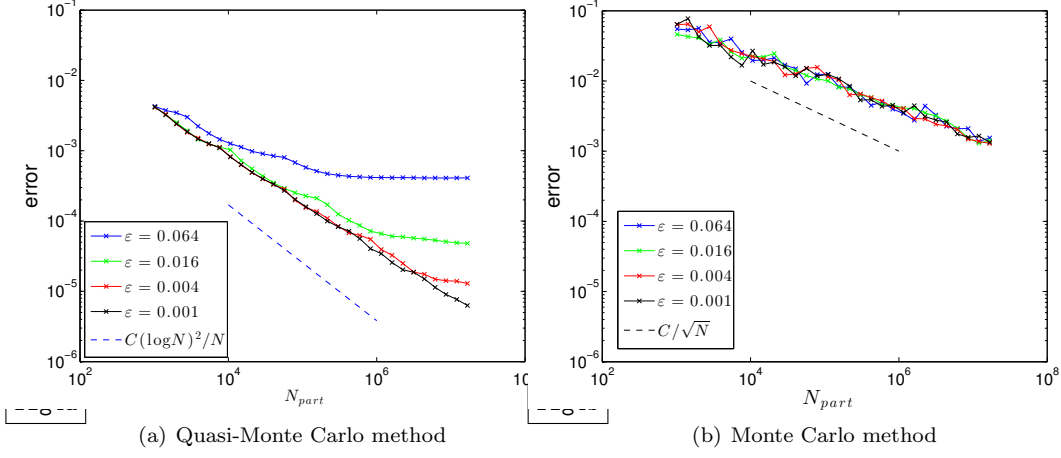 10^−1
10^−2
10^−3
10^−4
10^−5
10^−6
error
ε = 0.064
ε = 0.016
ε = 0.004
ε = 0.001
C(logN)^2/N
10^2
10^4
10^6
N_part
(a) Quasi-Monte Carlo method
10^−1
10^−2
10^−3
10^−4
10^−5
10^−6
error
ε = 0.064
ε = 0.016
ε = 0.004
ε = 0.001
C/√N
10^2
10^4
10^6
10^8
N_part
(b) Monte Carlo method